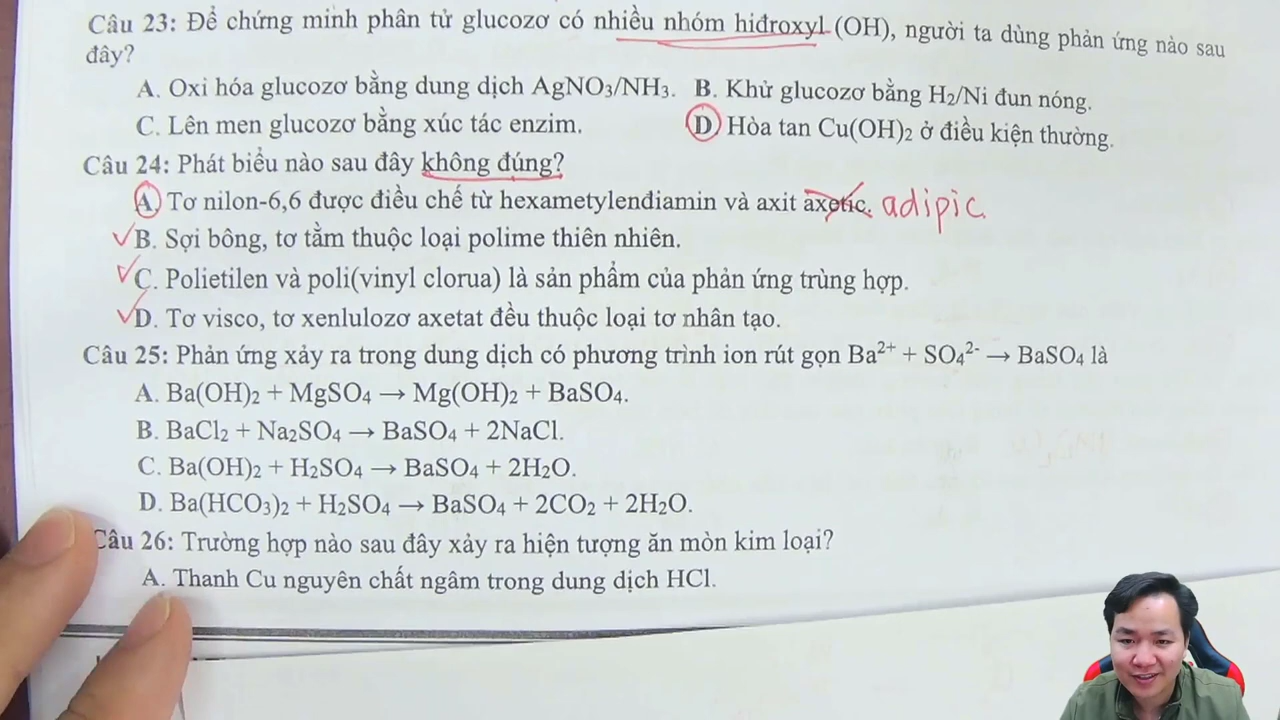 Câu 23: Để chứng minh phân tử glucozơ có nhiều nhóm hiđroxyl (OH), người ta dùng phản ứng nào sau
đây?
A. Oxi hóa glucozơ bằng dung dịch AgNO₃/NH₃. B. Khử glucozơ bằng H₂/Ni đun nóng.
C. Lên men glucozơ bằng xúc tác enzim. D. Hòa tan Cu(OH)₂ ở điều kiện thường.
Câu 24: Phát biểu nào sau đây không đúng?
A. Tơ nilon-6,6 được điều chế từ hexametylenđiamin và axit axetic. adipic.
B. Sợi bông, tơ tằm thuộc loại polime thiên nhiên.
C. Polietilen và poli(vinyl clorua) là sản phẩm của phản ứng trùng hợp.
D. Tơ visco, tơ xenlulozơ axetat đều thuộc loại tơ nhân tạo.
Câu 25: Phản ứng xảy ra trong dung dịch có phương trình ion rút gọn Ba²⁺ + SO₄²⁻ → BaSO₄ là
A. Ba(OH)₂ + MgSO₄ → Mg(OH)₂ + BaSO₄.
B. BaCl₂ + Na₂SO₄ → BaSO₄ + 2NaCl.
C. Ba(OH)₂ + H₂SO₄ → BaSO₄ + 2H₂O.
D. Ba(HCO₃)₂ + H₂SO₄ → BaSO₄ + 2CO₂ + 2H₂O.
Câu 26: Trường hợp nào sau đây xảy ra hiện tượng ăn mòn kim loại?
A. Thanh Cu nguyên chất ngâm trong dung dịch HCl.